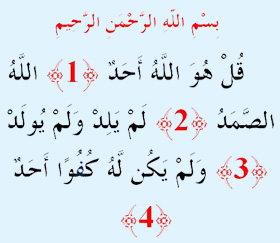 بِسْمِ اللَّهِ الرَّحْمَنِ الرَّحِيمِ
قُلْ هُوَ اللَّهُ أَحَدٌ ﴿1﴾ اللَّهُ
الصَّمَدُ ﴿2﴾ لَمْ يَلِدْ وَلَمْ يُولَدْ
﴿3﴾ وَلَمْ يَكُن لَّهُ كُفُوًا أَحَدٌ
﴿4﴾